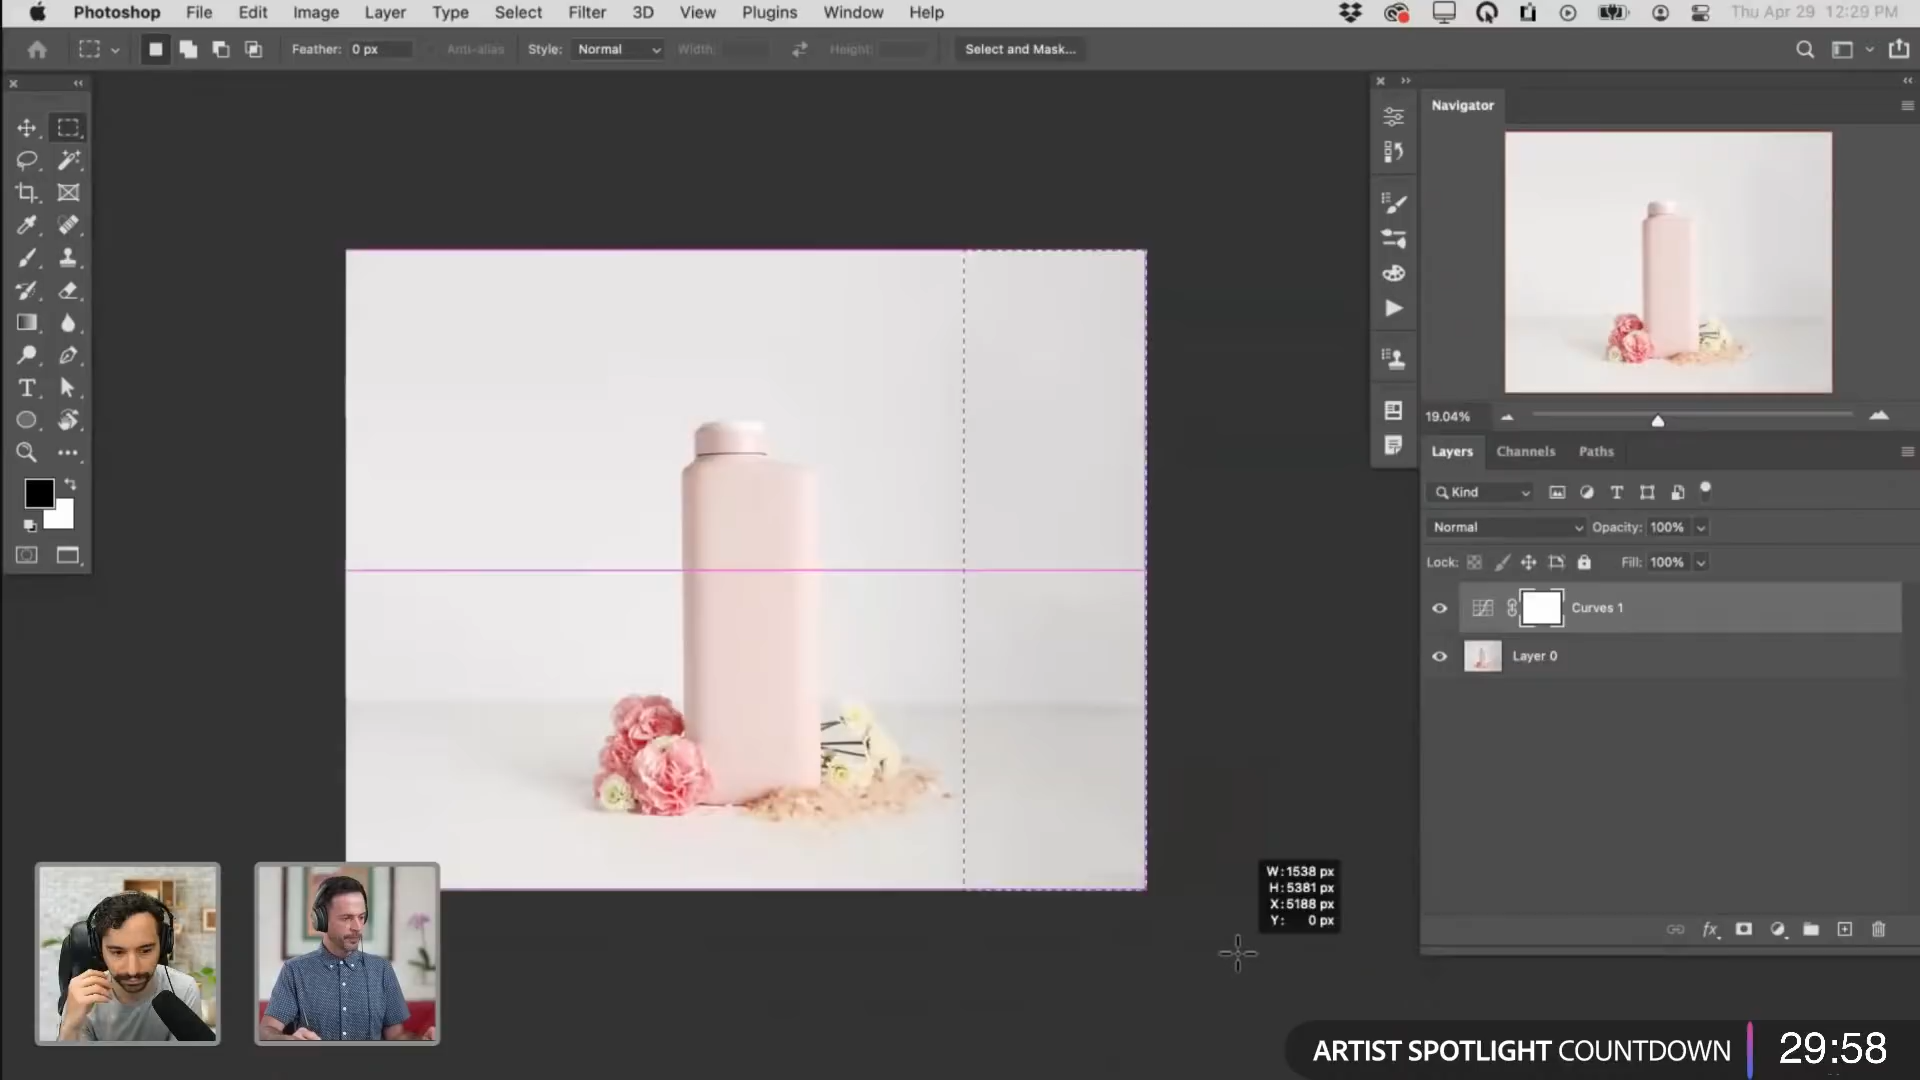 Photoshop File Edit Image Layer Type Select Filter 3D View Plugins Window Help Thu Apr 29 12:29 PM
Feather: 0 px Anti-alias Style: Normal Width: Height: Select and Mask...
Navigator
19.04%
Layers Channels Paths
Kind
Normal Opacity: 100%
Lock: Fill: 100%
Curves 1
Layer 0
W: 1538 px
H: 5381 px
X: 5188 px
Y: 0 px
fx
ARTIST SPOTLIGHT COUNTDOWN 29:58